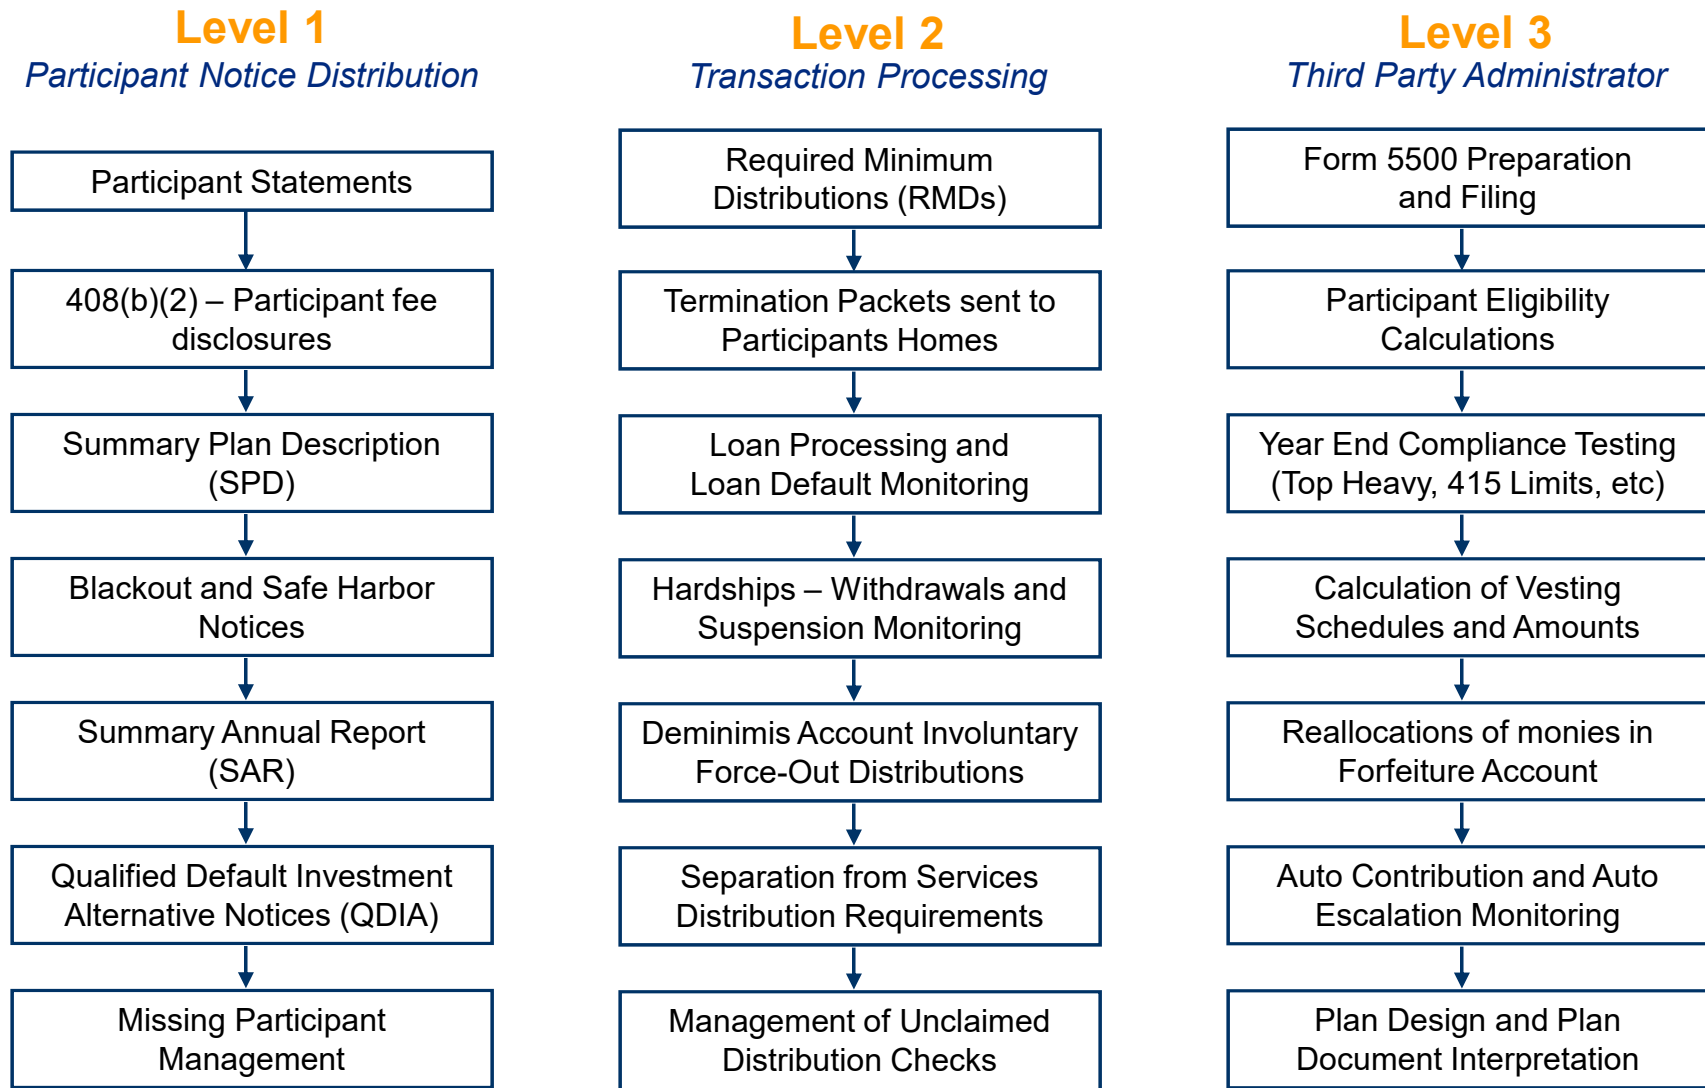 Level 1
Participant Notice Distribution
Participant Statements
408(b)(2) – Participant fee
disclosures
Summary Plan Description
(SPD)
Blackout and Safe Harbor
Notices
Summary Annual Report
(SAR)
Qualified Default Investment
Alternative Notices (QDIA)
Missing Participant
Management
Level 2
Transaction Processing
Required Minimum
Distributions (RMDs)
Termination Packets sent to
Participants Homes
Loan Processing and
Loan Default Monitoring
Hardships – Withdrawals and
Suspension Monitoring
Deminimis Account Involuntary
Force-Out Distributions
Separation from Services
Distribution Requirements
Management of Unclaimed
Distribution Checks
Level 3
Third Party Administrator
Form 5500 Preparation
and Filing
Participant Eligibility
Calculations
Year End Compliance Testing
(Top Heavy, 415 Limits, etc)
Calculation of Vesting
Schedules and Amounts
Reallocations of monies in
Forfeiture Account
Auto Contribution and Auto
Escalation Monitoring
Plan Design and Plan
Document Interpretation